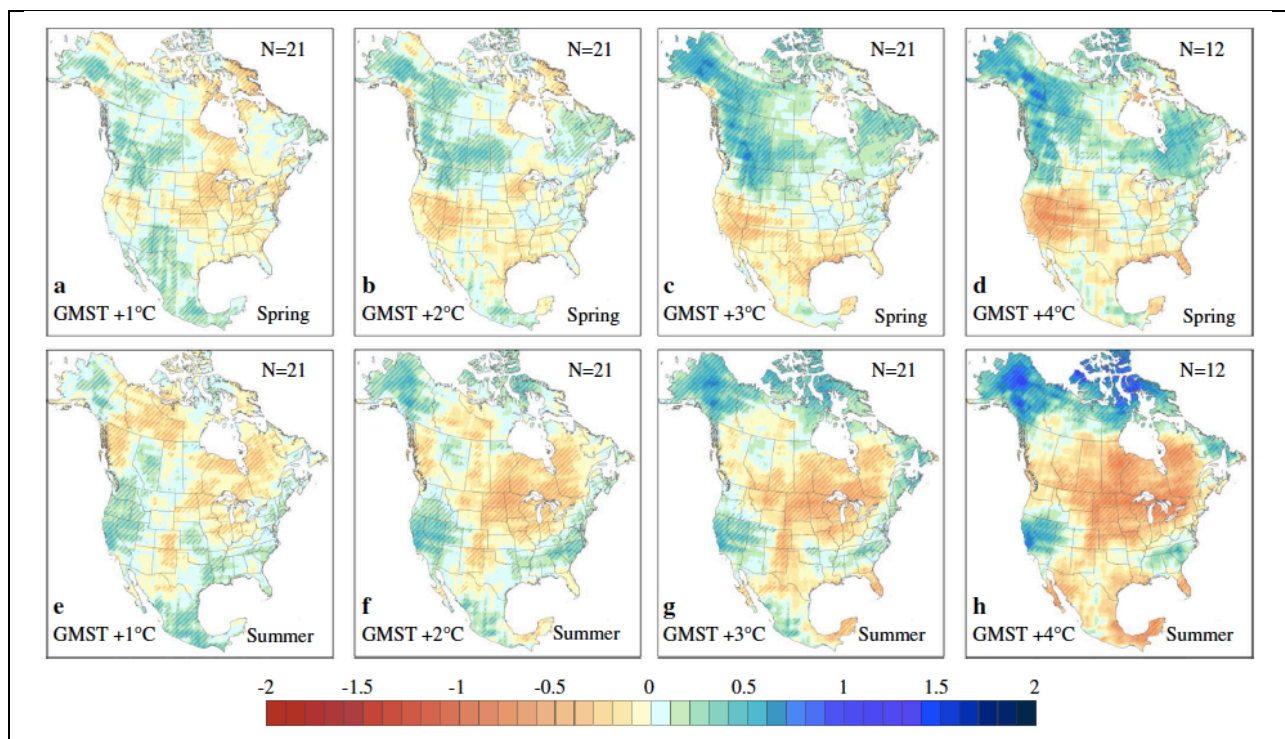 N=21 N=21 N=21 N=12
a b c d
GMST +1°C Spring GMST +2°C Spring GMST +3°C Spring GMST +4°C Spring
N=21 N=21 N=21 N=12
e f g h
GMST +1°C Summer GMST +2°C Summer GMST +3°C Summer GMST +4°C Summer
-2 -1.5 -1 -0.5 0 0.5 1 1.5 2